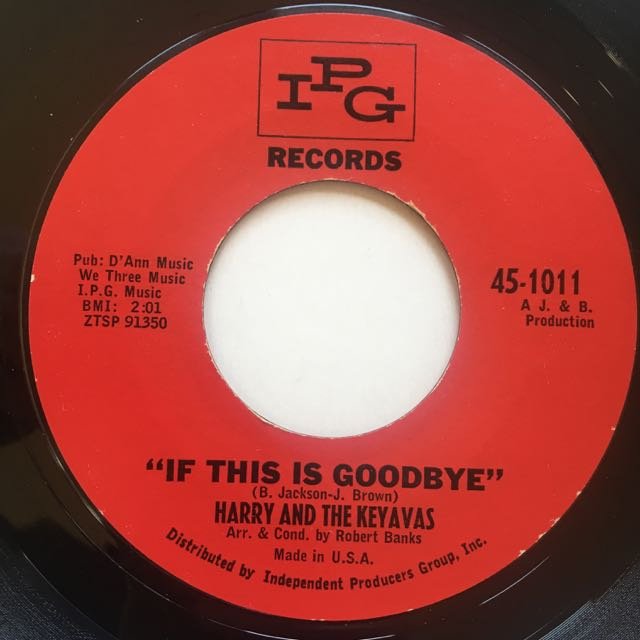 IPG
RECORDS
Pub: D'Ann Music
We Three Music
I.P.G. Music
BMI: 2:01
ZTSP 91350
45-1011
A J. & B.
Production
"IF THIS IS GOODBYE"
(B. Jackson-J. Brown)
HARRY AND THE KEYAVAS
Arr. & Cond. by Robert Banks
Made in U.S.A.
Distributed by Independent Producers Group, Inc.